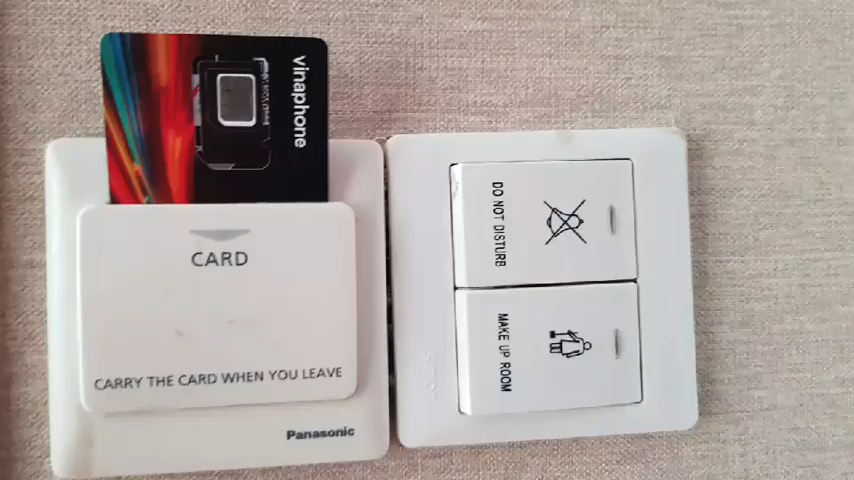 vinaphone
CARD
CARRY THE CARD WHEN YOU LEAVE
Panasonic
DO NOT DISTURB
MAKE UP ROOM